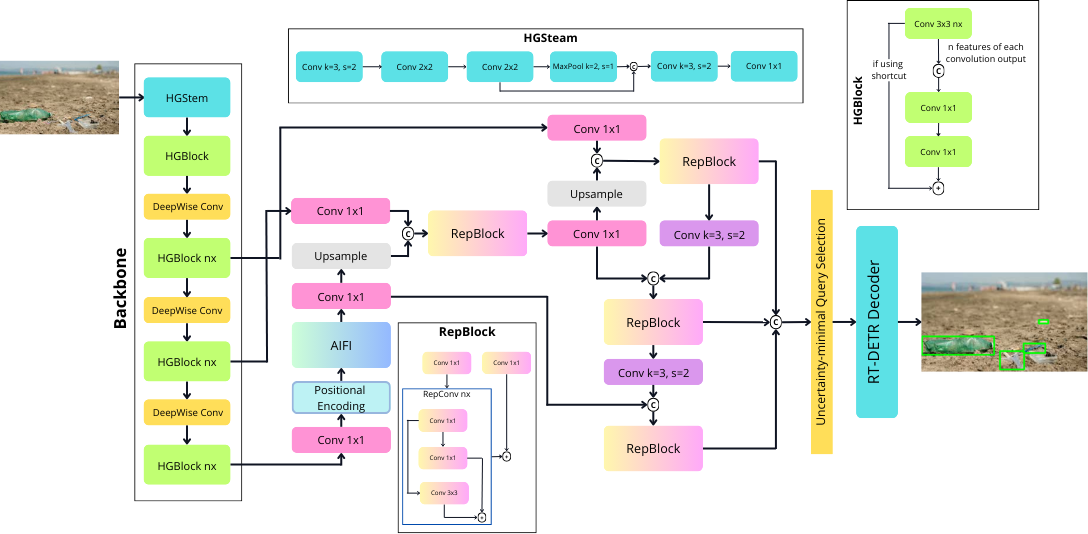 HGSteam
Conv k=3, s=2
Conv 2x2
Conv 2x2
MaxPool k=2, s=1
C
Conv k=3, s=2
Conv 1x1
HGBlock
Conv 3x3 nx
n features of each
convolution output
if using
shortcut
C
Conv 1x1
Conv 1x1
+
Backbone
HGStem
HGBlock
DeepWise Conv
HGBlock nx
DeepWise Conv
HGBlock nx
DeepWise Conv
HGBlock nx
Conv 1x1
C
Upsample
Conv 1x1
AIFI
Positional
Encoding
Conv 1x1
RepBlock
Conv 1x1
C
Upsample
Conv 1x1
RepBlock
Conv k=3, s=2
C
RepBlock
C
Conv k=3, s=2
C
RepBlock
RepBlock
Conv 1x1
Conv 1x1
RepConv nx
Conv 1x1
Conv 1x1
+
Conv 3x3
+
Uncertainty-minimal Query Selection
RT-DETR Decoder